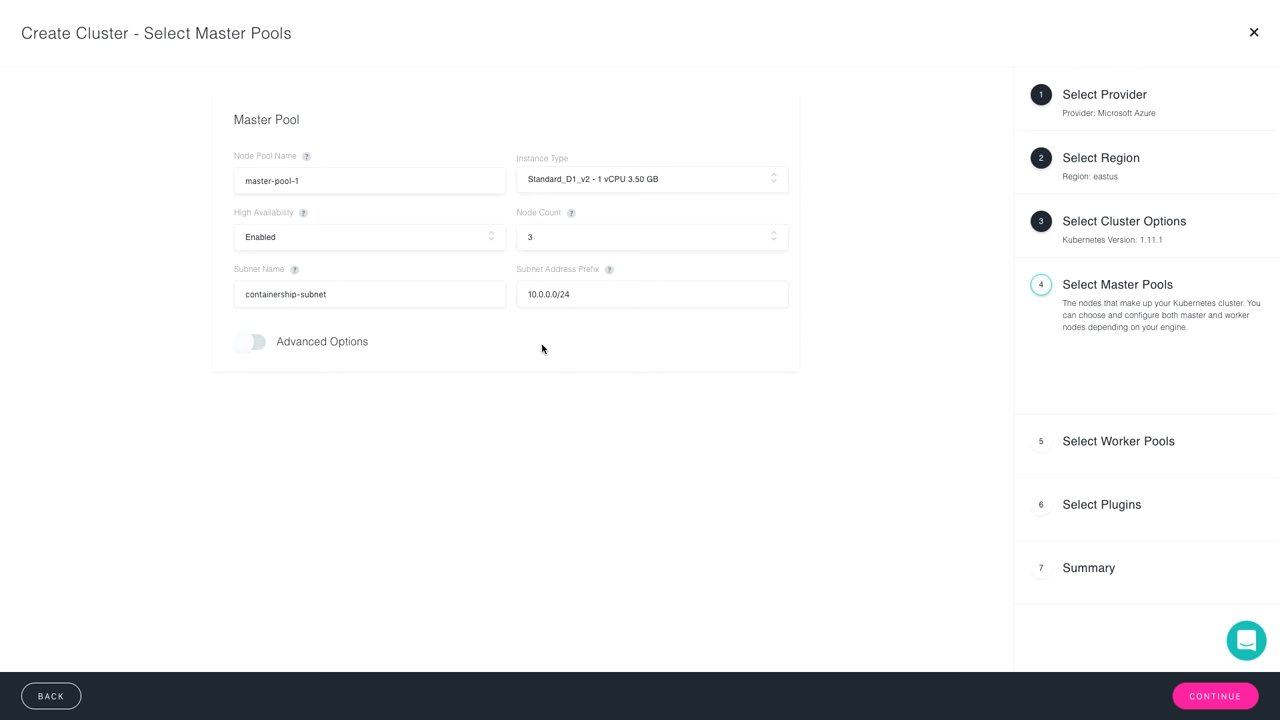 Create Cluster - Select Master Pools
Master Pool
Node Pool Name ?
Instance Type
master-pool-1
Standard_D1_v2 - 1 vCPU 3.50 GB
High Availability ?
Node Count ?
Enabled
3
Subnet Name ?
Subnet Address Prefix ?
containership-subnet
10.0.0.0/24
Advanced Options
1 Select Provider
Provider: Microsoft Azure
2 Select Region
Region: eastus
3 Select Cluster Options
Kubernetes Version: 1.11.1
4 Select Master Pools
The nodes that make up your Kubernetes cluster. You
can choose and configure both master and worker
nodes depending on your engine.
5 Select Worker Pools
6 Select Plugins
7 Summary
BACK
CONTINUE